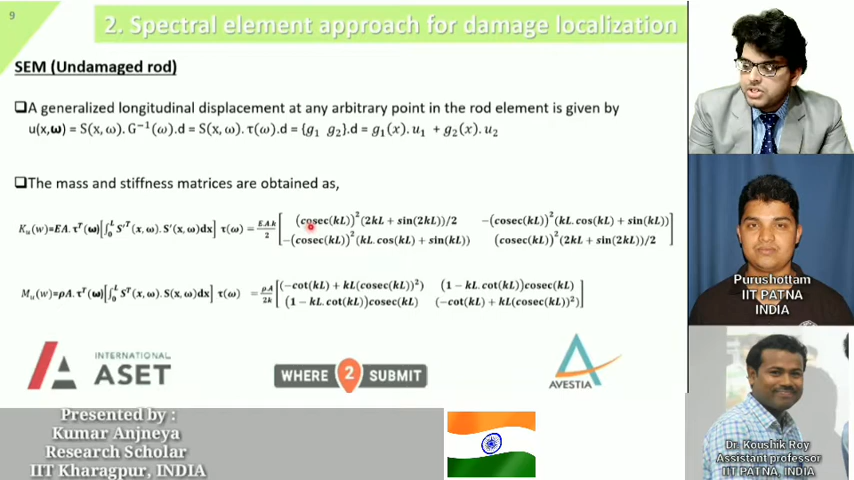 9
2. Spectral element approach for damage localization
SEM (Undamaged rod)
❑A generalized longitudinal displacement at any arbitrary point in the rod element is given by
u(x,ω) = S(x, ω). G⁻¹(ω).d = S(x, ω). τ(ω).d = {g₁ g₂}.d = g₁(x). u₁ + g₂(x). u₂
❑The mass and stiffness matrices are obtained as,
Kᵤ(w)=EA. τᵀ(ω)[∫₀ᴸ S′ᵀ(x, ω). S′(x, ω)dx] τ(ω) = E.A.k/2 [ (cosec(kL))²(2kL + sin(2kL))/2 −(cosec(kL))²(kL. cos(kL) + sin(kL))
−(cosec(kL))²(kL. cos(kL) + sin(kL)) (cosec(kL))²(2kL + sin(2kL))/2 ]
Mᵤ(w)=ρA. τᵀ(ω)[∫₀ᴸ Sᵀ(x, ω). S(x, ω)dx] τ(ω) = ρA/2k [ (−cot(kL) + kL(cosec(kL))²) (1 − kL. cot(kL))cosec(kL)
(1 − kL. cot(kL))cosec(kL) (−cot(kL) + kL(cosec(kL))²) ]
INTERNATIONAL
ASET
WHERE 2 SUBMIT
AVESTIA
Purushottam
IIT PATNA
INDIA
Presented by :
Kumar Anjneya
Research Scholar
IIT Kharagpur, INDIA
Dr. Koushik Roy
Assistant professor
IIT PATNA, INDIA